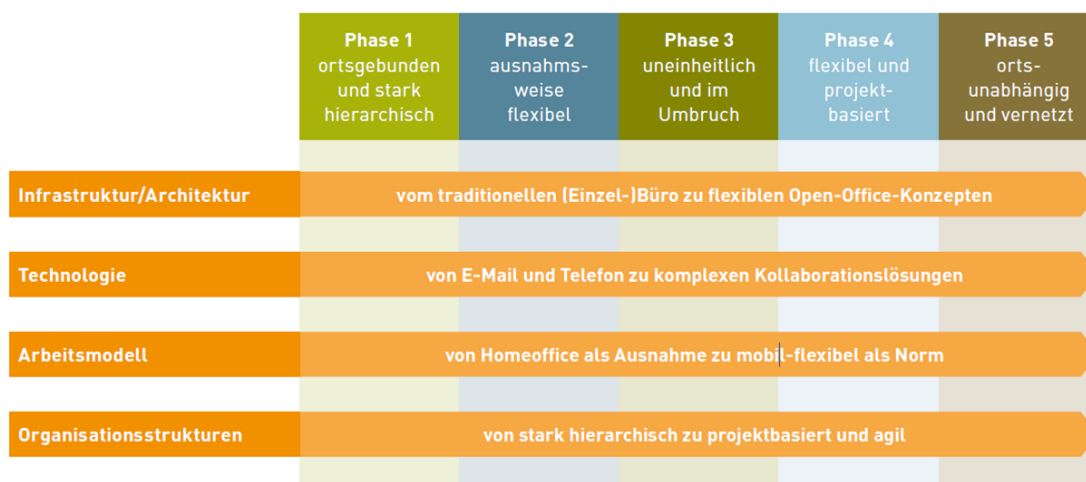 Phase 1
ortsgebunden
und stark
hierarchisch
Phase 2
ausnahms-
weise
flexibel
Phase 3
uneinheitlich
und im
Umbruch
Phase 4
flexibel und
projekt-
basiert
Phase 5
orts-
unabhängig
und vernetzt
Infrastruktur/Architektur
vom traditionellen (Einzel-)Büro zu flexiblen Open-Office-Konzepten
Technologie
von E-Mail und Telefon zu komplexen Kollaborationslösungen
Arbeitsmodell
von Homeoffice als Ausnahme zu mobil-flexibel als Norm
Organisationsstrukturen
von stark hierarchisch zu projektbasiert und agil